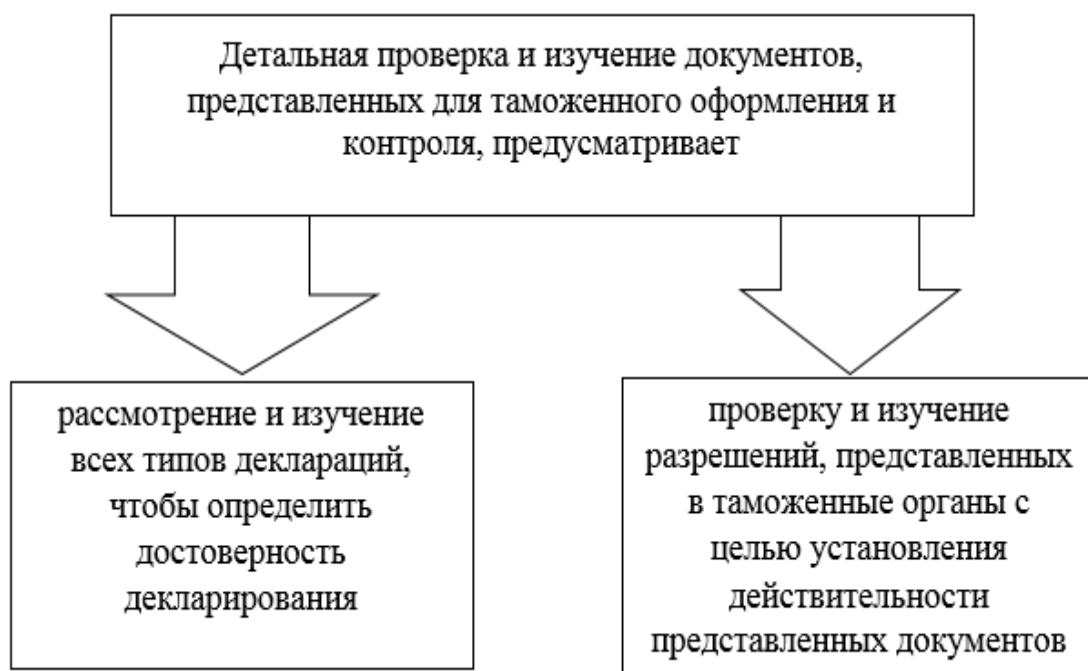 Детальная проверка и изучение документов,
представленных для таможенного оформления и
контроля, предусматривает
рассмотрение и изучение
всех типов деклараций,
чтобы определить
достоверность
декларирования
проверку и изучение
разрешений, представленных
в таможенные органы с
целью установления
действительности
представленных документов